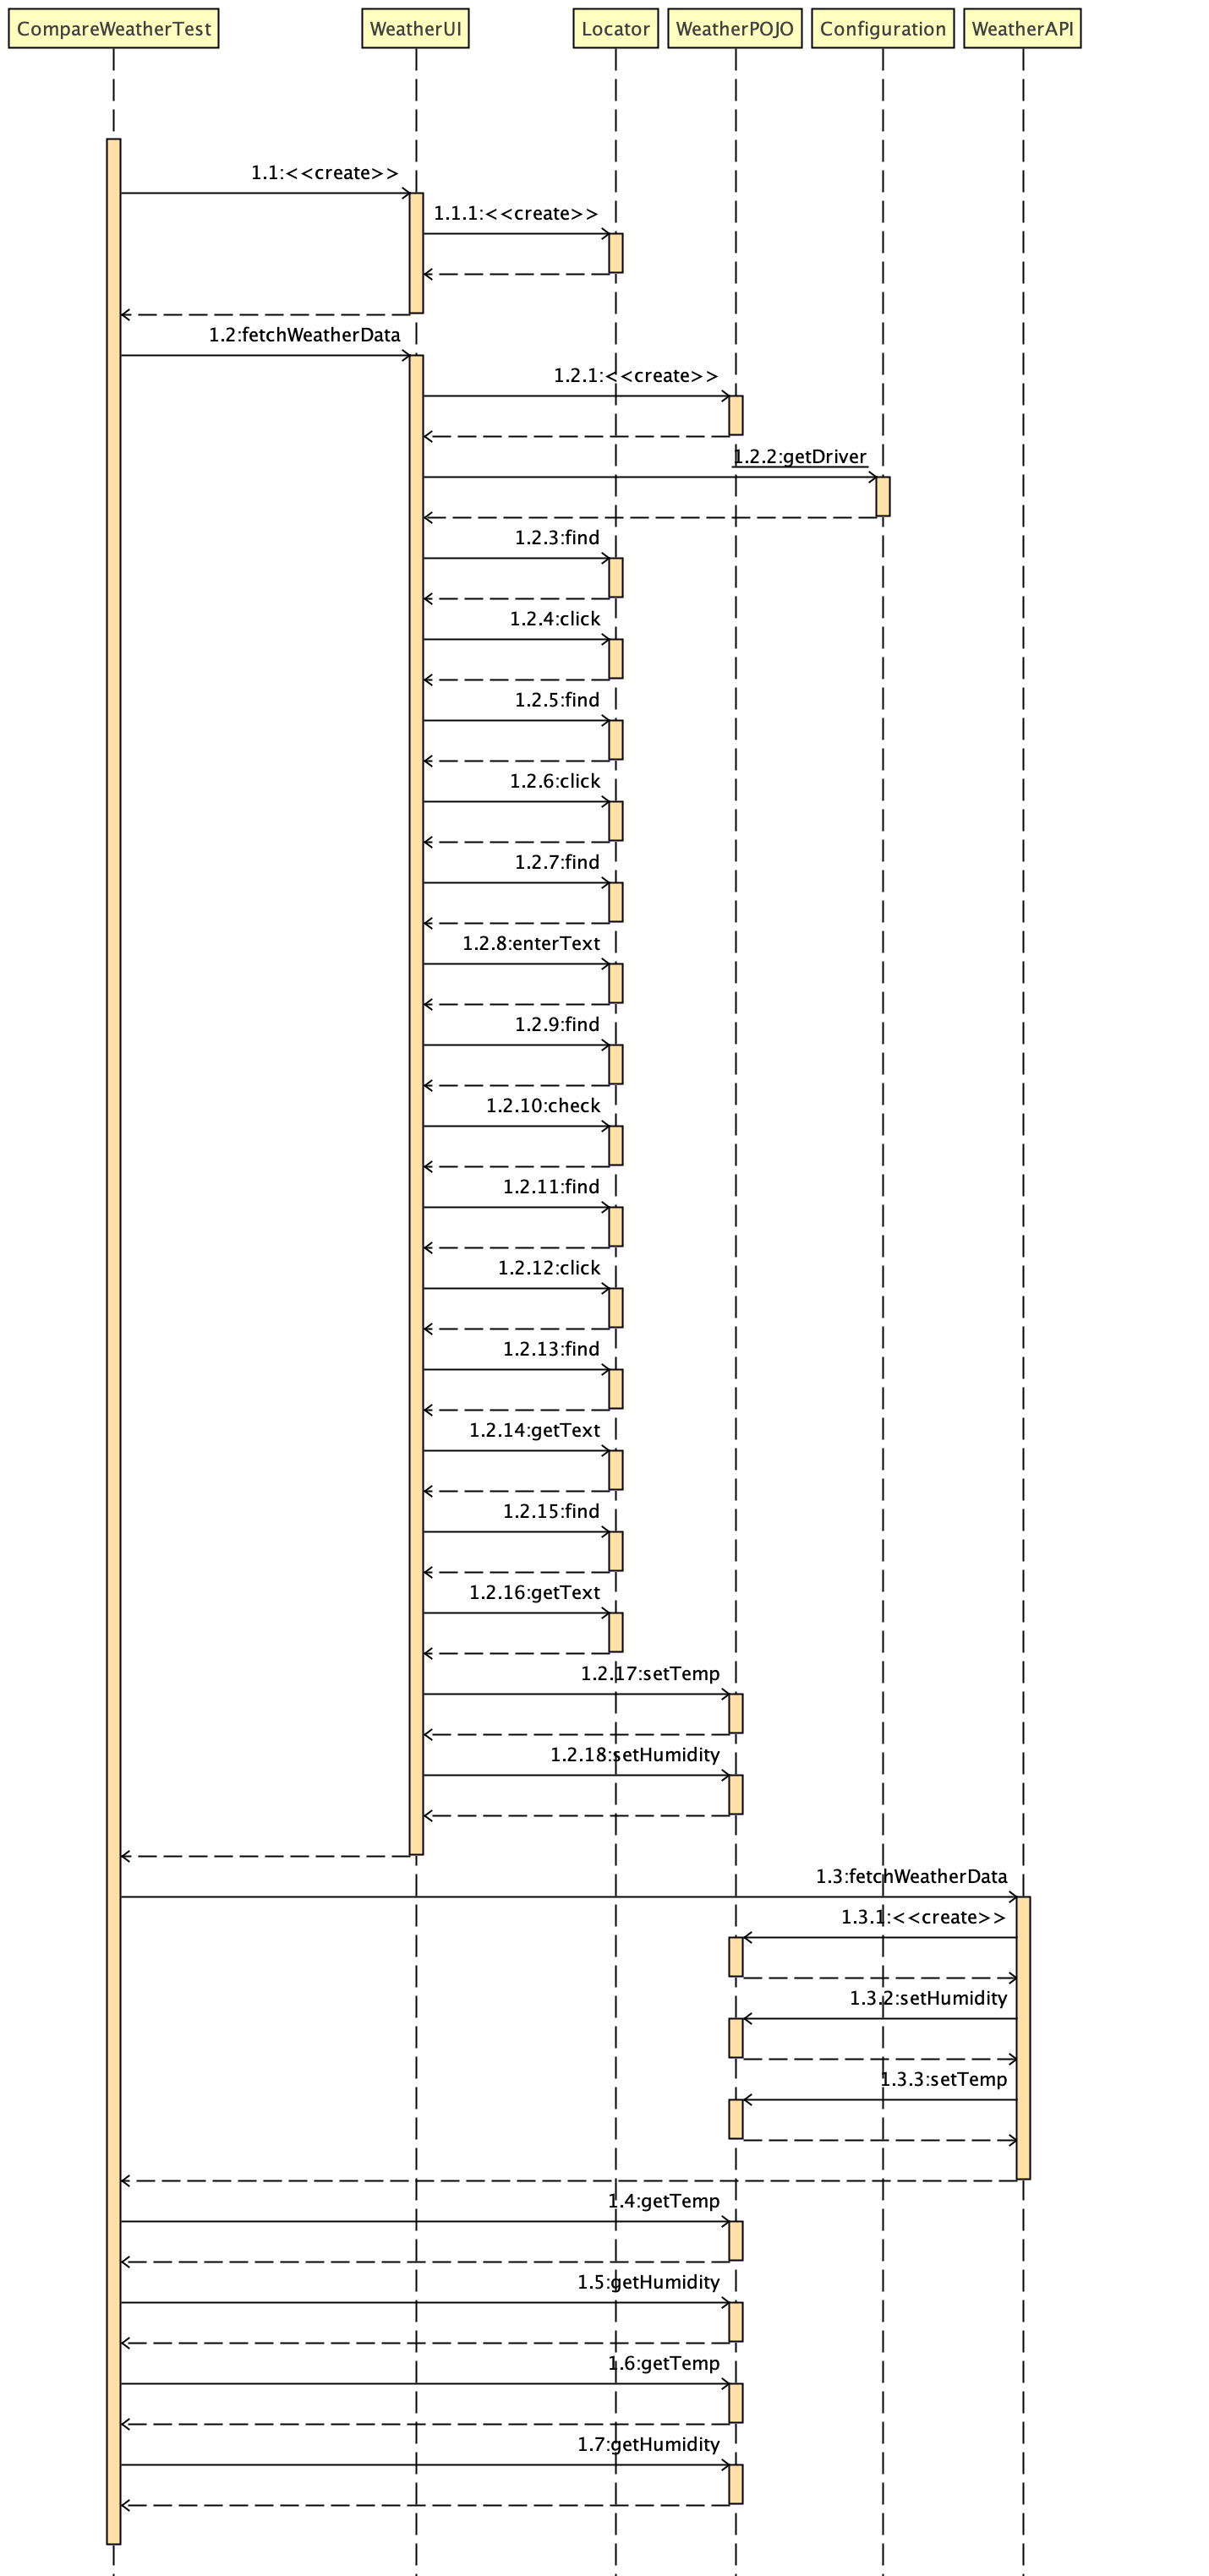 CompareWeatherTest
WeatherUI
Locator
WeatherPOJO
Configuration
WeatherAPI
1.1:<<create>>
1.1.1:<<create>>
1.2:fetchWeatherData
1.2.1:<<create>>
1.2.2:getDriver
1.2.3:find
1.2.4:click
1.2.5:find
1.2.6:click
1.2.7:find
1.2.8:enterText
1.2.9:find
1.2.10:check
1.2.11:find
1.2.12:click
1.2.13:find
1.2.14:getText
1.2.15:find
1.2.16:getText
1.2.17:setTemp
1.2.18:setHumidity
1.3:fetchWeatherData
1.3.1:<<create>>
1.3.2:setHumidity
1.3.3:setTemp
1.4:getTemp
1.5:getHumidity
1.6:getTemp
1.7:getHumidity